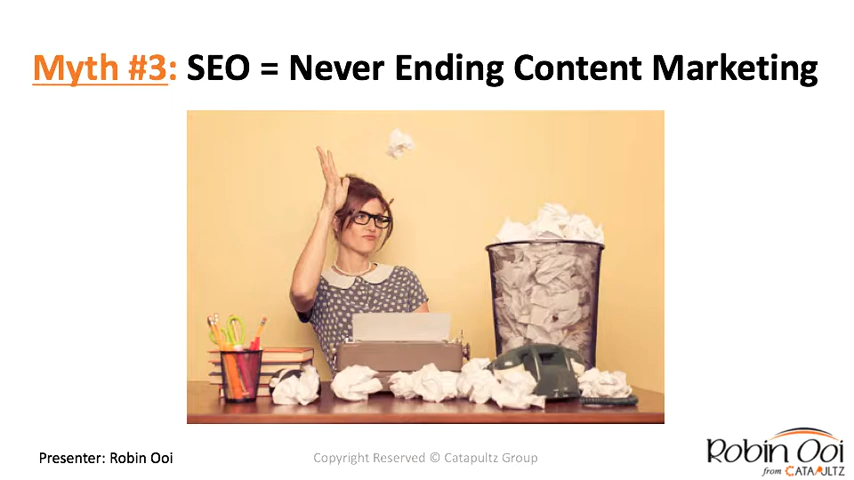 Myth #3: SEO = Never Ending Content Marketing
Presenter: Robin Ooi
Copyright Reserved © Catapultz Group
Robin Ooi
from CATAPULTZ